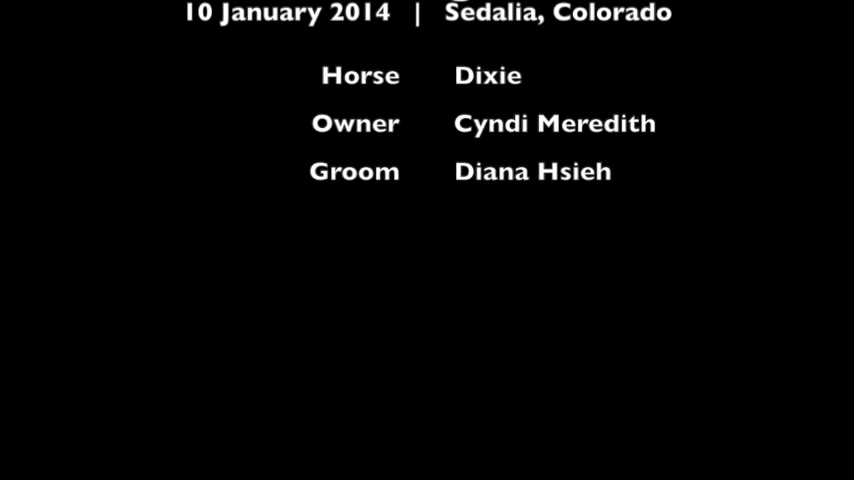 10 January 2014 | Sedalia, Colorado
Horse Dixie
Owner Cyndi Meredith
Groom Diana Hsieh